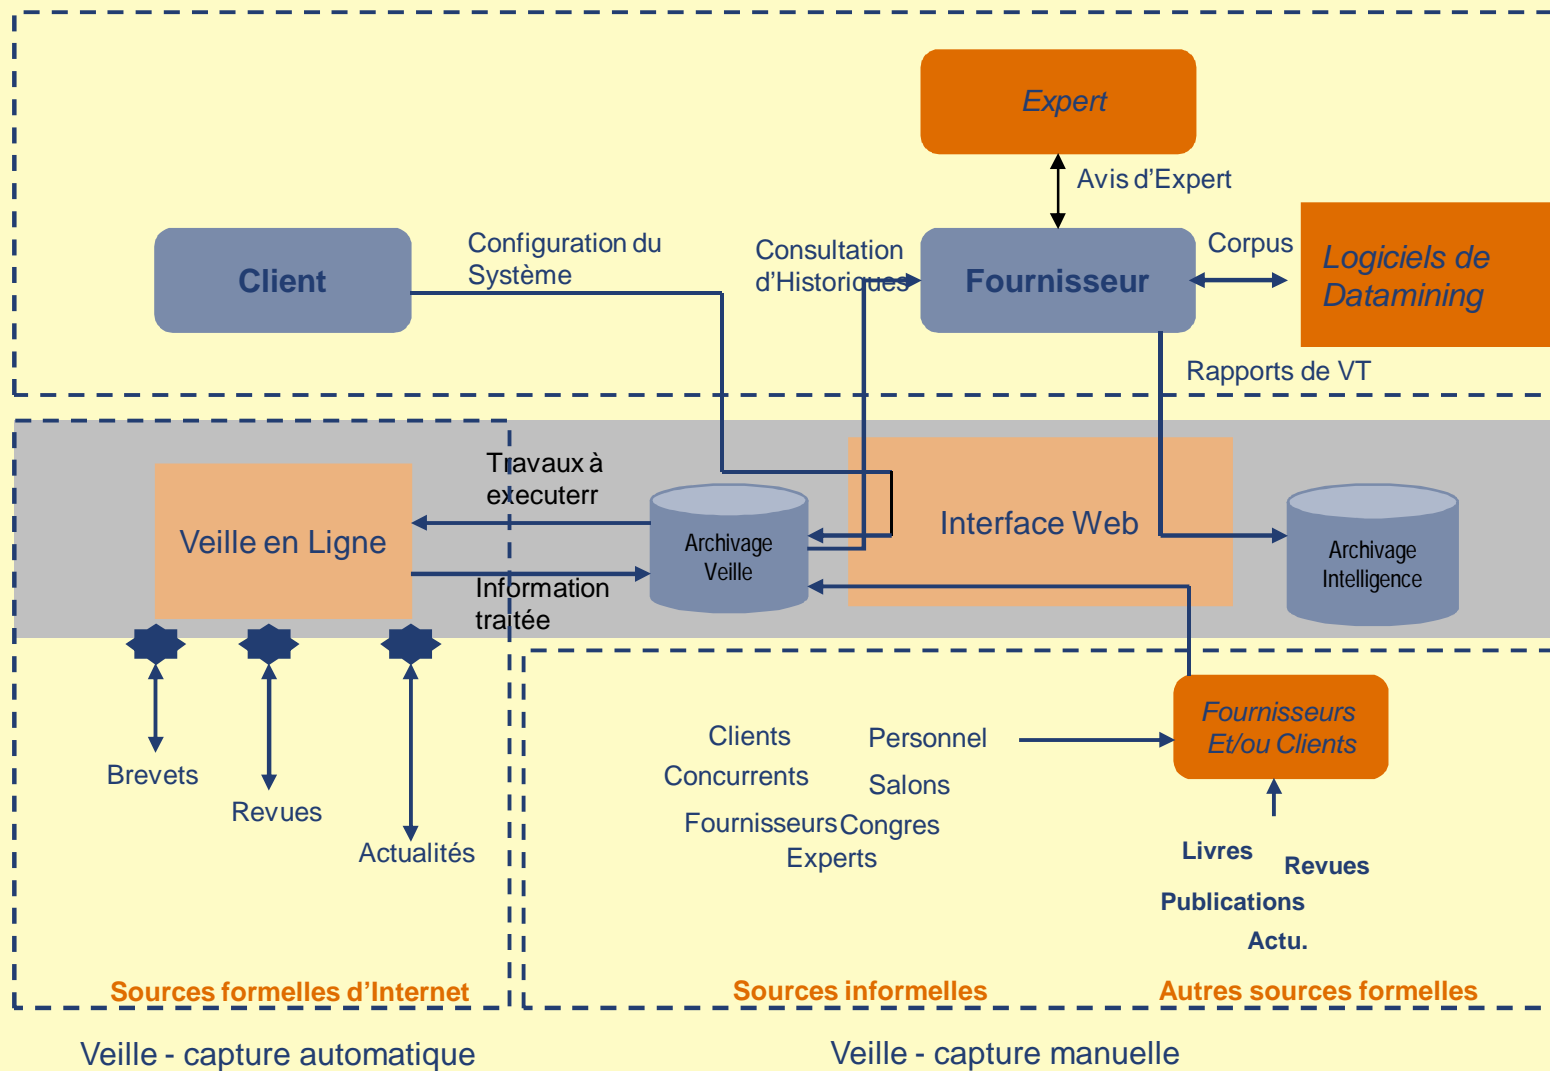 Expert
Avis d'Expert
Client
Configuration du
Système
Consultation
d'Historiques
Fournisseur
Corpus
Logiciels de
Datamining
Rapports de VT
Veille en Ligne
Travaux à
executerr
Information
traitée
Archivage
Veille
Interface Web
Archivage
Intelligence
Brevets
Revues
Actualités
Clients
Personnel
Concurrents
Salons
Fournisseurs
Congres
Experts
Fournisseurs
Et/ou Clients
Livres
Revues
Publications
Actu.
Sources formelles d'Internet
Sources informelles
Autres sources formelles
Veille - capture automatique
Veille - capture manuelle